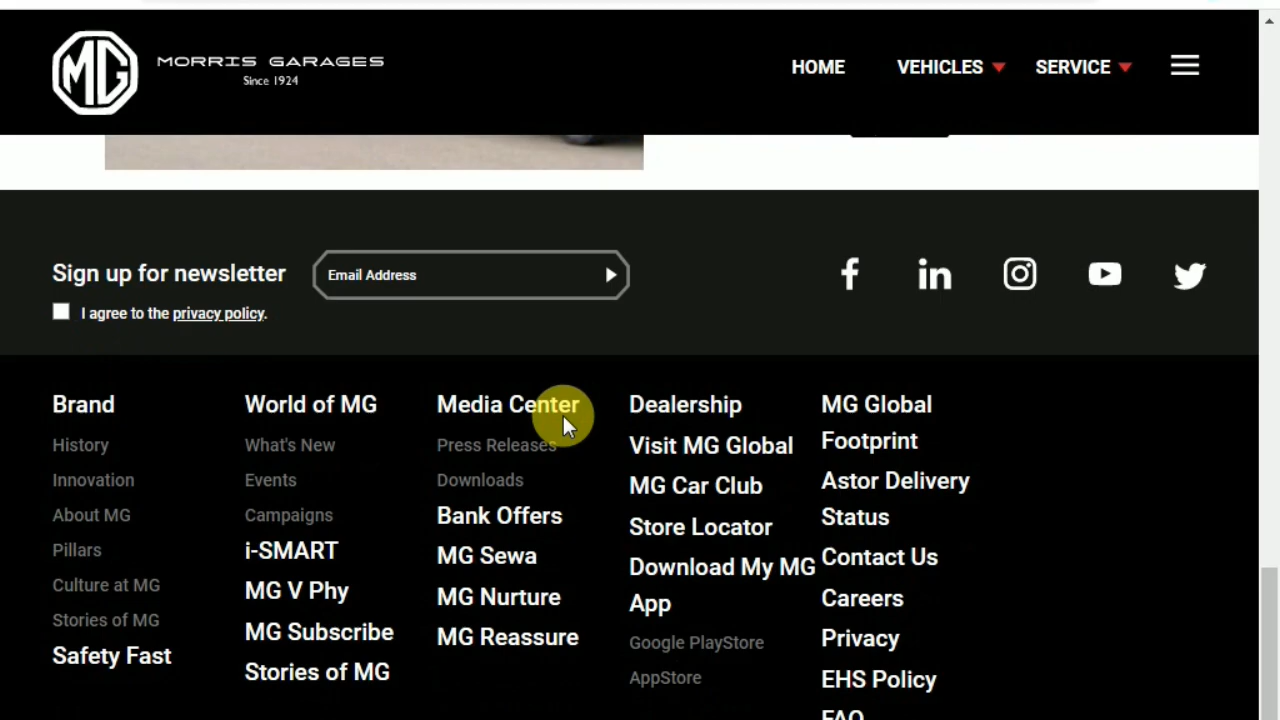 MG MORRIS GARAGES
Since 1924
HOME VEHICLES SERVICE
Sign up for newsletter
Email Address
I agree to the privacy policy.
Brand
History
Innovation
About MG
Pillars
Culture at MG
Stories of MG
Safety Fast
World of MG
What's New
Events
Campaigns
i-SMART
MG V Phy
MG Subscribe
Stories of MG
Media Center
Press Releases
Downloads
Bank Offers
MG Sewa
MG Nurture
MG Reassure
Dealership
Visit MG Global
MG Car Club
Store Locator
Download My MG
App
Google PlayStore
AppStore
MG Global
Footprint
Astor Delivery
Status
Contact Us
Careers
Privacy
EHS Policy
FAQ